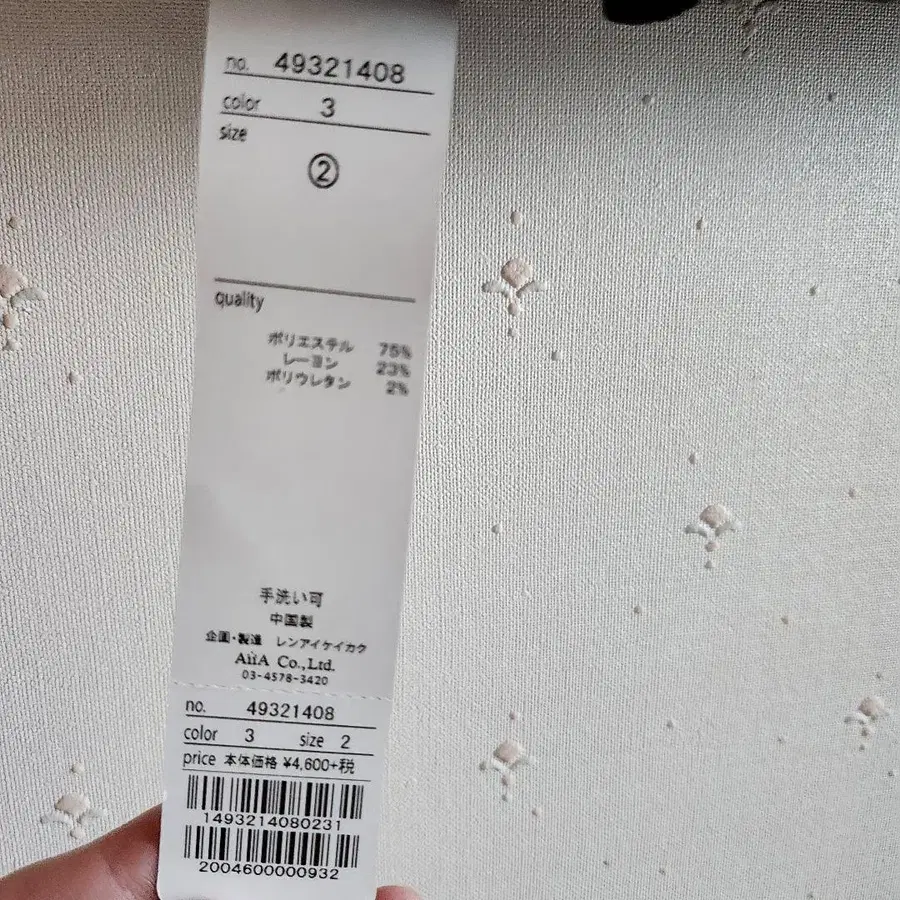 no. 49321408
color 3
size
②
quality
ポリエステル 75%
レーヨン 23%
ポリウレタン 2%
手洗い可
中国製
企画・製造 レンアイケイカク
AiiA Co.,Ltd.
03-4578-3420
no. 49321408
color 3 size 2
price 本体価格 ¥4,600+税
1493214080231
2004600000932